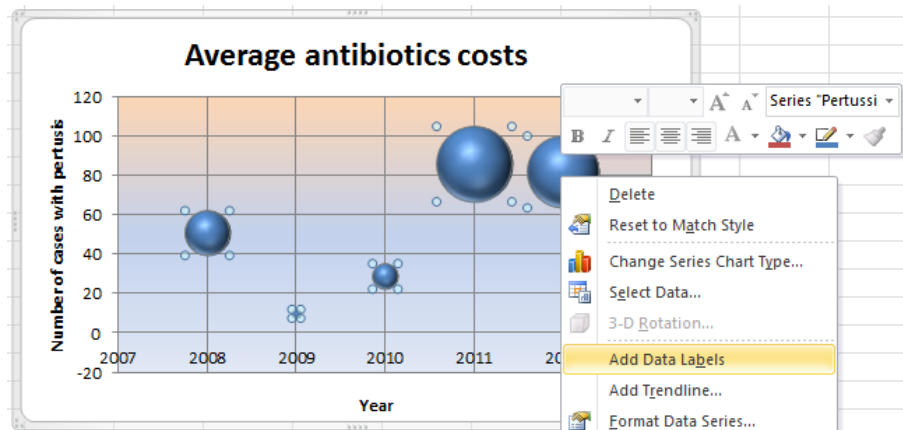 Average antibiotics costs
120
100
80
60
40
20
0
-20
Number of cases with pertusis
2007 2008 2009 2010 2011 20
Year
A A Series "Pertussi
B I A
Delete
Reset to Match Style
Change Series Chart Type...
Select Data...
3-D Rotation...
Add Data Labels
Add Trendline...
Format Data Series...